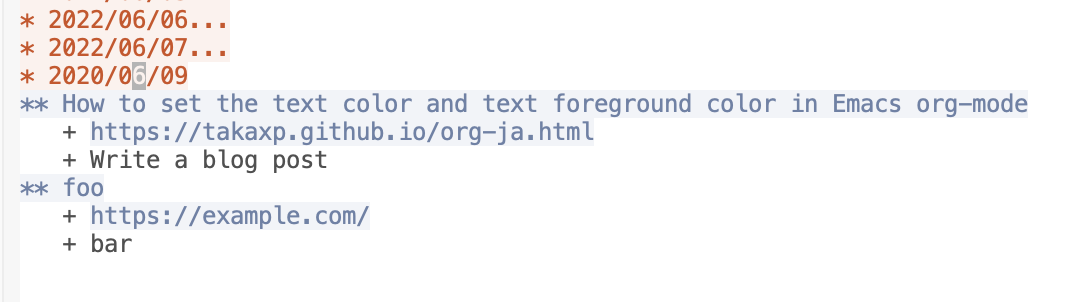 * 2022/06/06...
* 2022/06/07...
* 2020/06/09
** How to set the text color and text foreground color in Emacs org-mode
+ https://takaxp.github.io/org-ja.html
+ Write a blog post
** foo
+ https://example.com/
+ bar